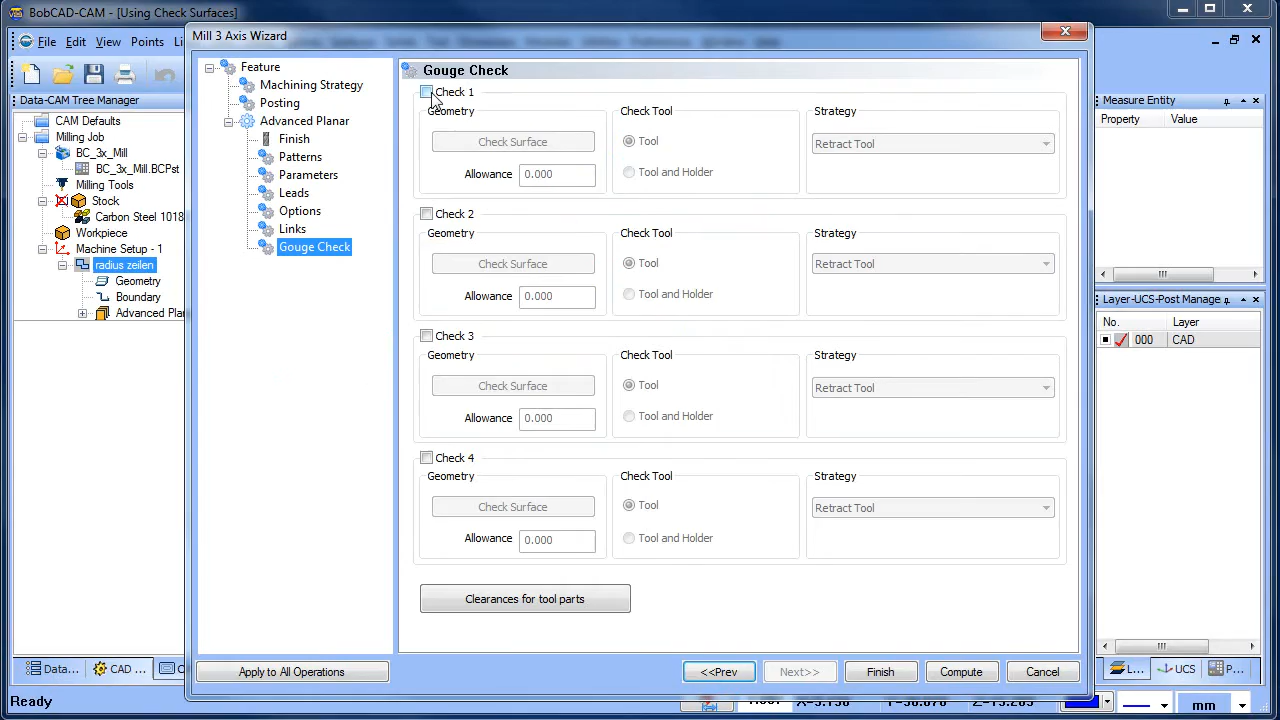 BobCAD-CAM - [Using Check Surfaces]
Mill 3 Axis Wizard
File Edit View Points Li
Data-CAM Tree Manager
CAM Defaults
Milling Job
BC_3x_Mill
BC_3x_Mill.BCPst
Milling Tools
Stock
Carbon Steel 1018
Workpiece
Machine Setup - 1
radius zeilen
Geometry
Boundary
Advanced Plar
Data...
CAD ...
Ready
Feature
Machining Strategy
Posting
Advanced Planar
Finish
Patterns
Parameters
Leads
Options
Links
Gouge Check
Gouge Check
Check 1
Geometry Check Tool Strategy
Check Surface Tool Retract Tool
Allowance 0.000 Tool and Holder
Check 2
Geometry Check Tool Strategy
Check Surface Tool Retract Tool
Allowance 0.000 Tool and Holder
Check 3
Geometry Check Tool Strategy
Check Surface Tool Retract Tool
Allowance 0.000 Tool and Holder
Check 4
Geometry Check Tool Strategy
Check Surface Tool Retract Tool
Allowance 0.000 Tool and Holder
Clearances for tool parts
Apply to All Operations <<Prev Next>> Finish Compute Cancel
Measure Entity
Property Value
Layer-UCS-Post Manage
No. Layer
000 CAD
L... UCS P...
mm